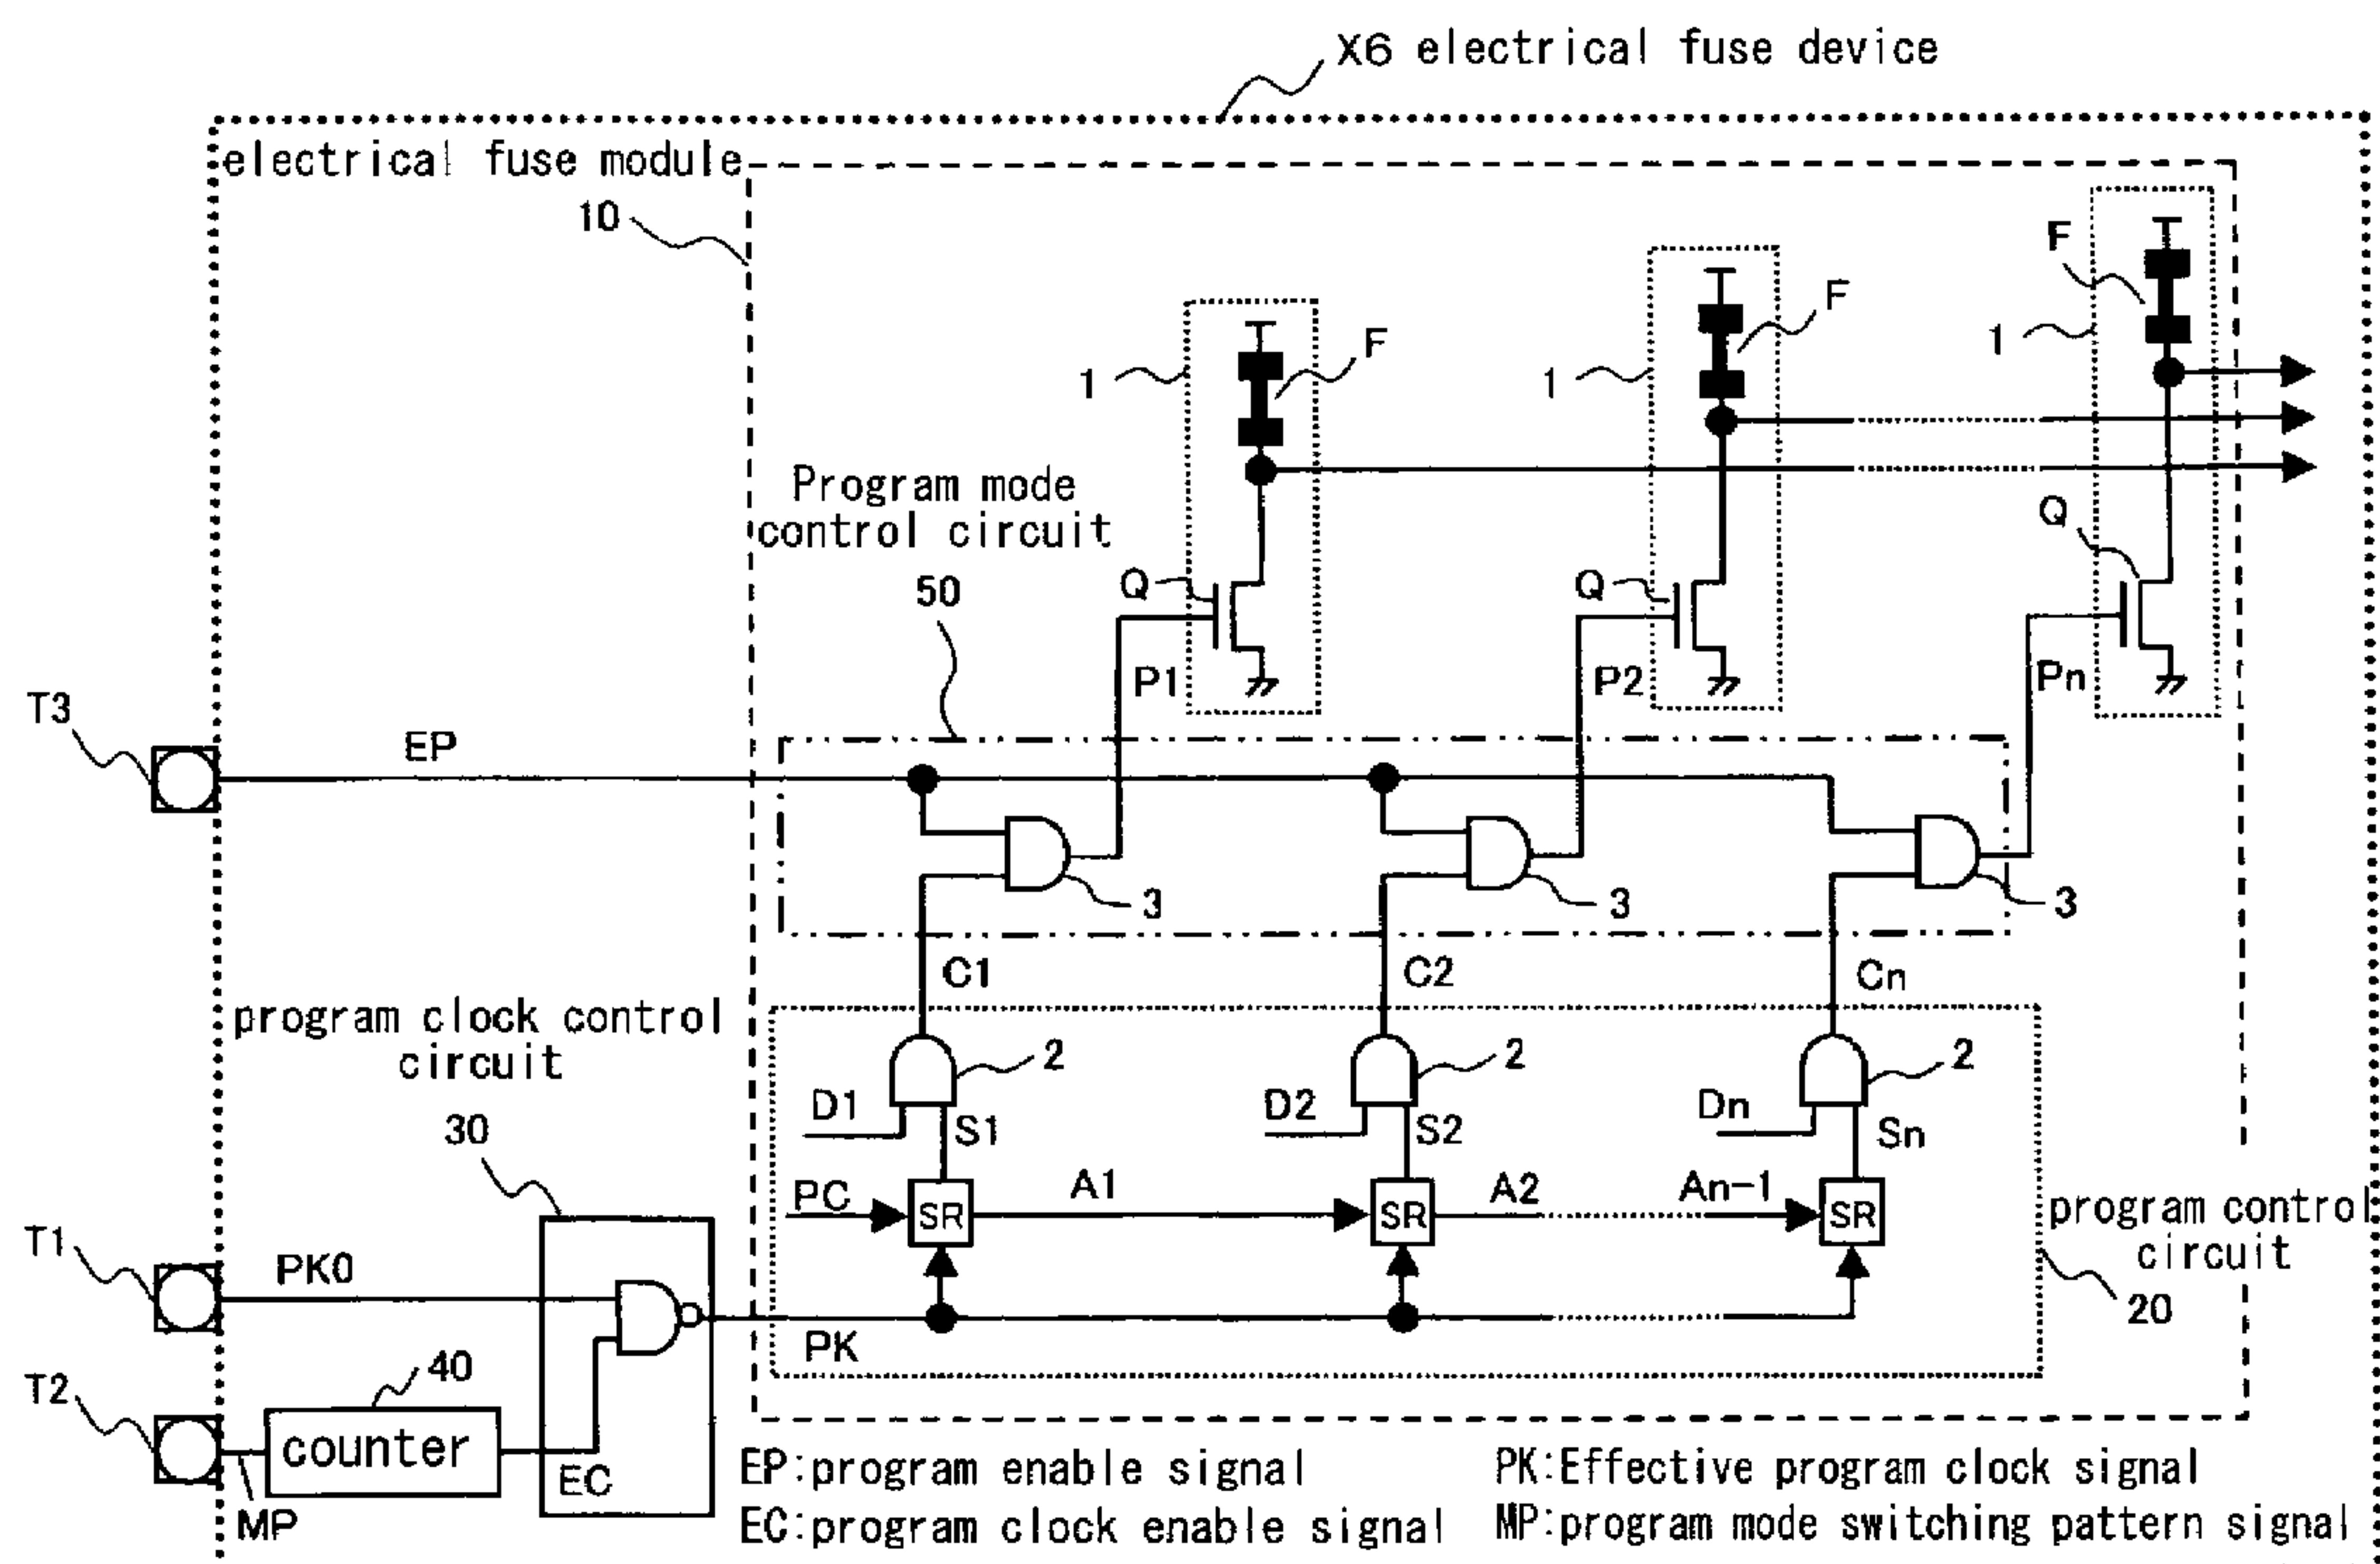 X6 electrical fuse device
electrical fuse module
10
F
F
F
1
1
1
Program mode
control circuit
50
Q
Q
Q
P1
P2
Pn
T3
EP
3
3
3
C1
C2
Cn
program clock control
circuit
30
2
2
2
D1
D2
Dn
S1
S2
Sn
PC
SR
A1
SR
A2
An-1
SR
program control
circuit
20
T1
PK0
PK
T2
40
counter
MP
EC
EP:program enable signal
PK:Effective program clock signal
EC:program clock enable signal
MP:program mode switching pattern signal